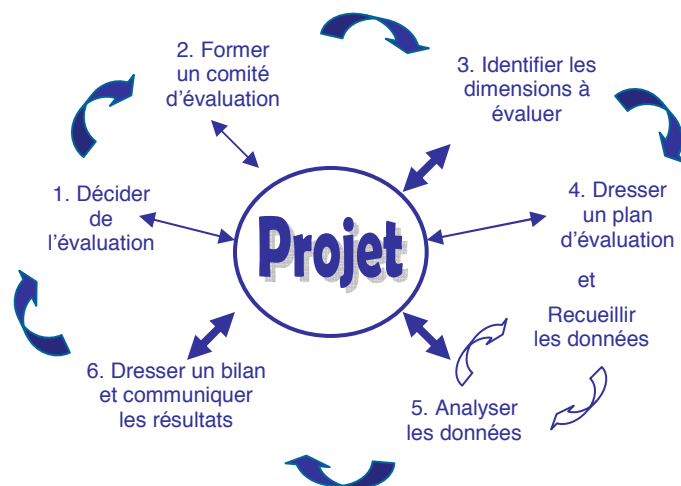 1. Décider
de
l'évaluation
2. Former
un comité
d'évaluation
3. Identifier les
dimensions à
évaluer
4. Dresser
un plan
d'évaluation
et
Recueillir
les données
5. Analyser
les données
6. Dresser un bilan
et communiquer
les résultats
Projet